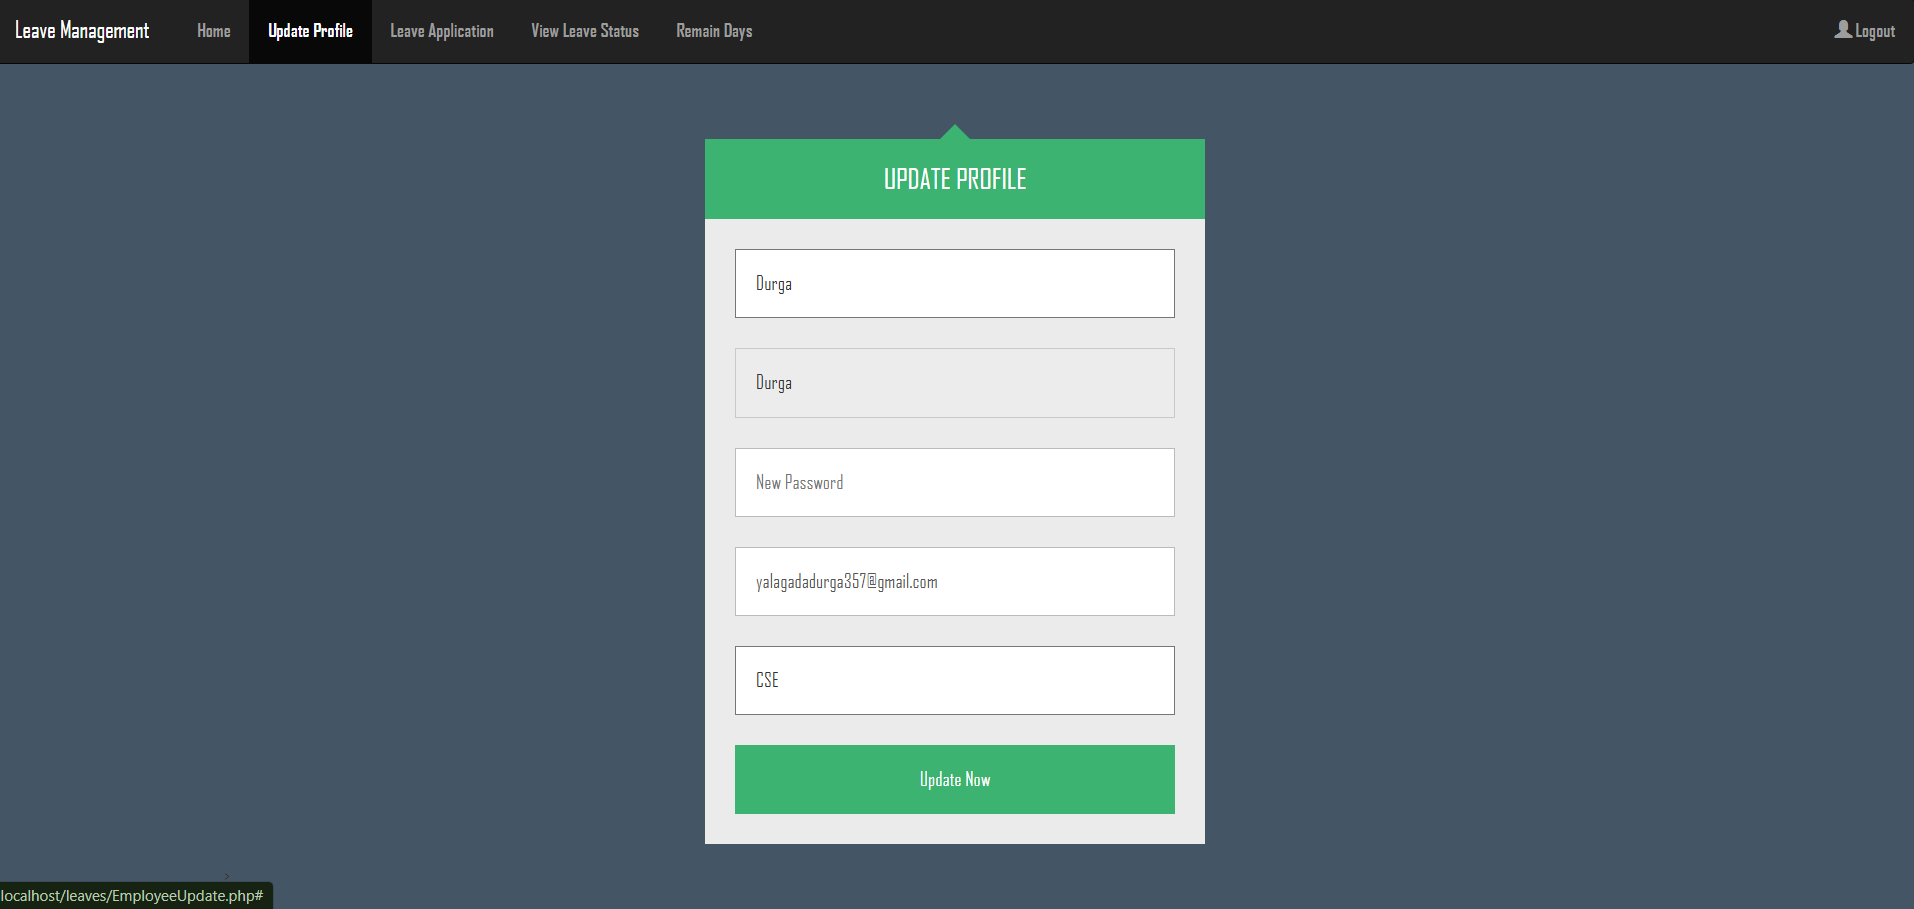 Leave Management Home Update Profile Leave Application View Leave Status Remain Days Logout
UPDATE PROFILE
Durga
Durga
New Password
yalagadadurga357@gmail.com
CSE
Update Now
>
localhost/leaves/EmployeeUpdate.php#